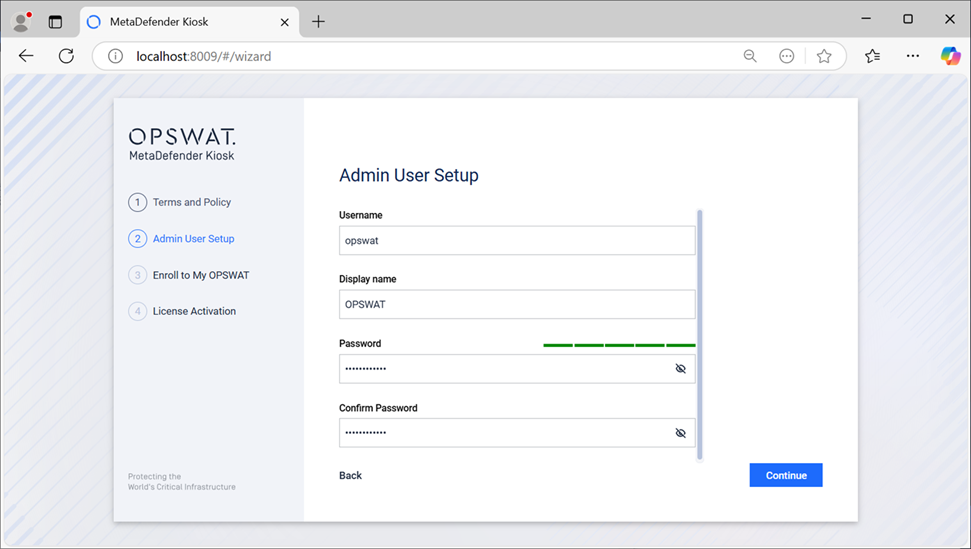 MetaDefender Kiosk
localhost:8009/#/wizard
OPSWAT.
MetaDefender Kiosk
1 Terms and Policy
2 Admin User Setup
3 Enroll to My OPSWAT
4 License Activation
Protecting the
World's Critical Infrastructure
Admin User Setup
Username
opswat
Display name
OPSWAT
Password
••••••••••••
Confirm Password
••••••••••••
Back
Continue